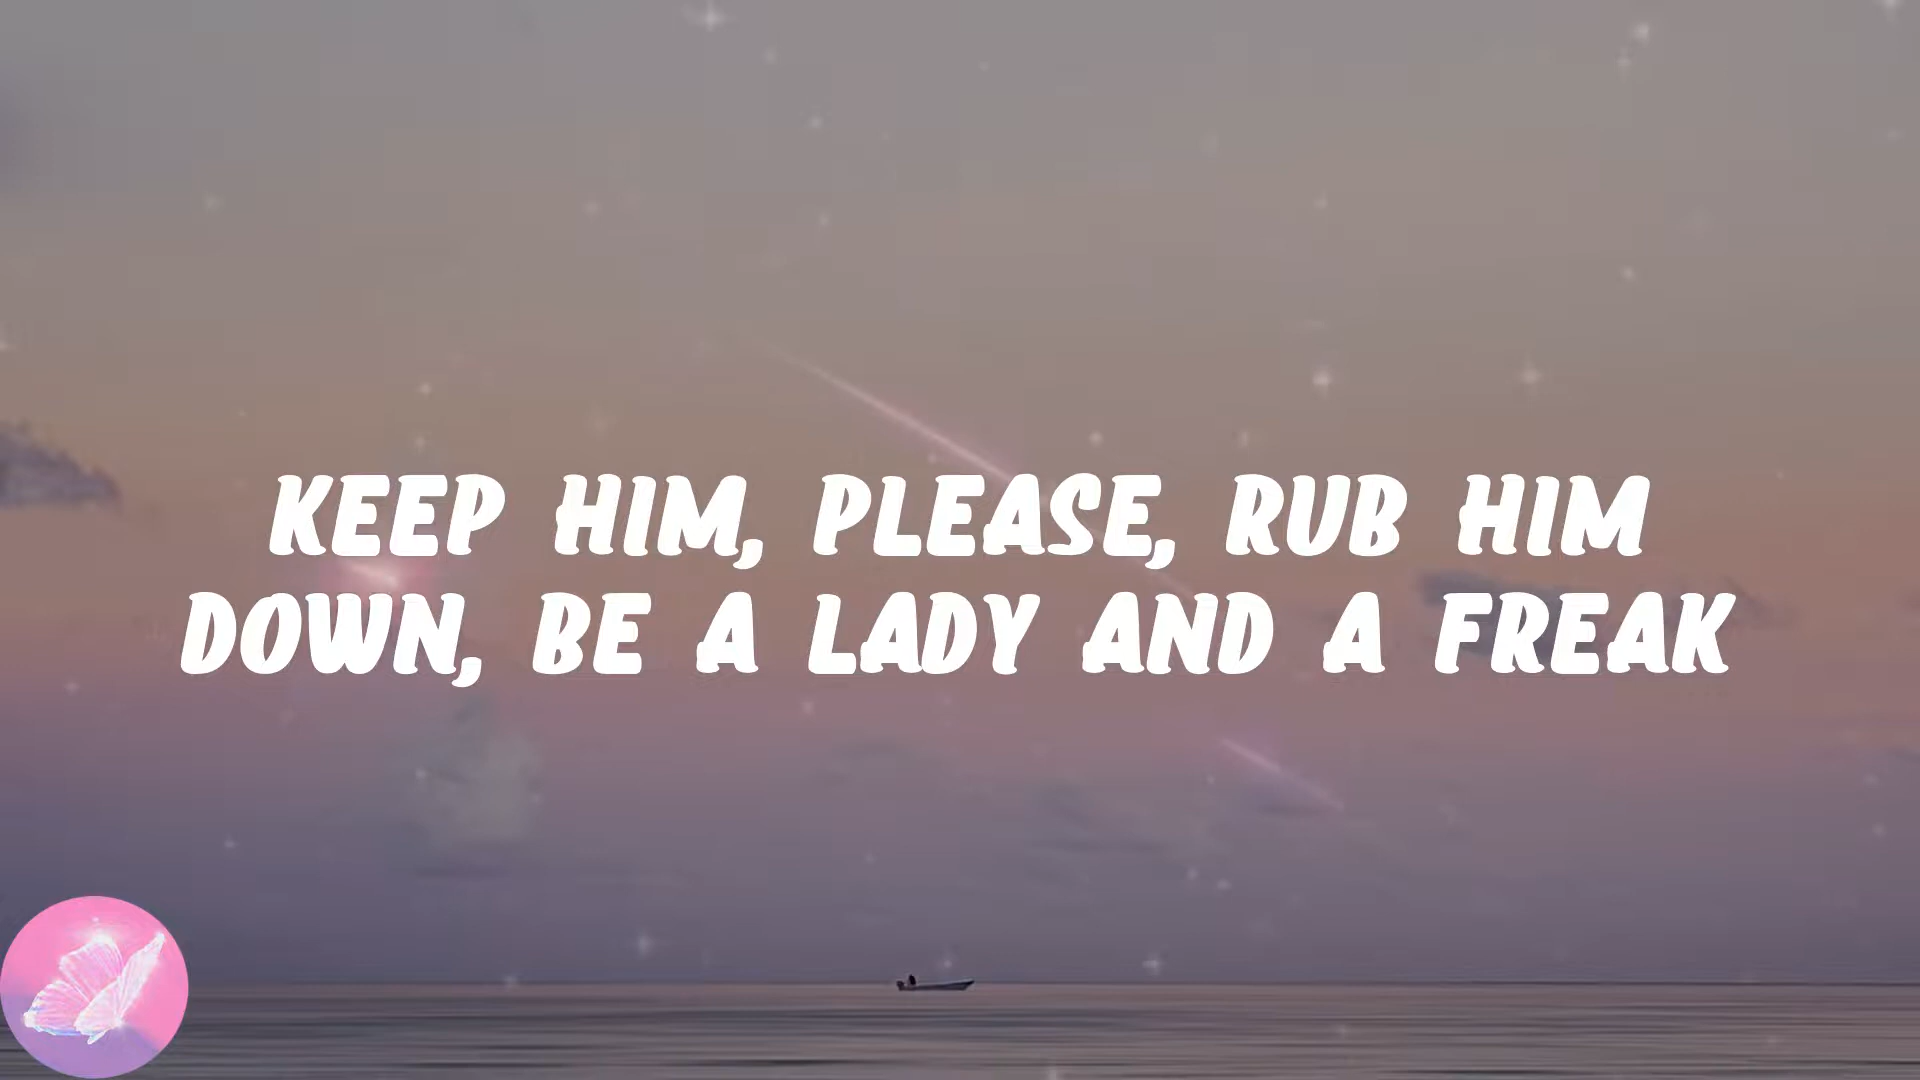 KEEP HIM, PLEASE, RUB HIM
DOWN, BE A LADY AND A FREAK